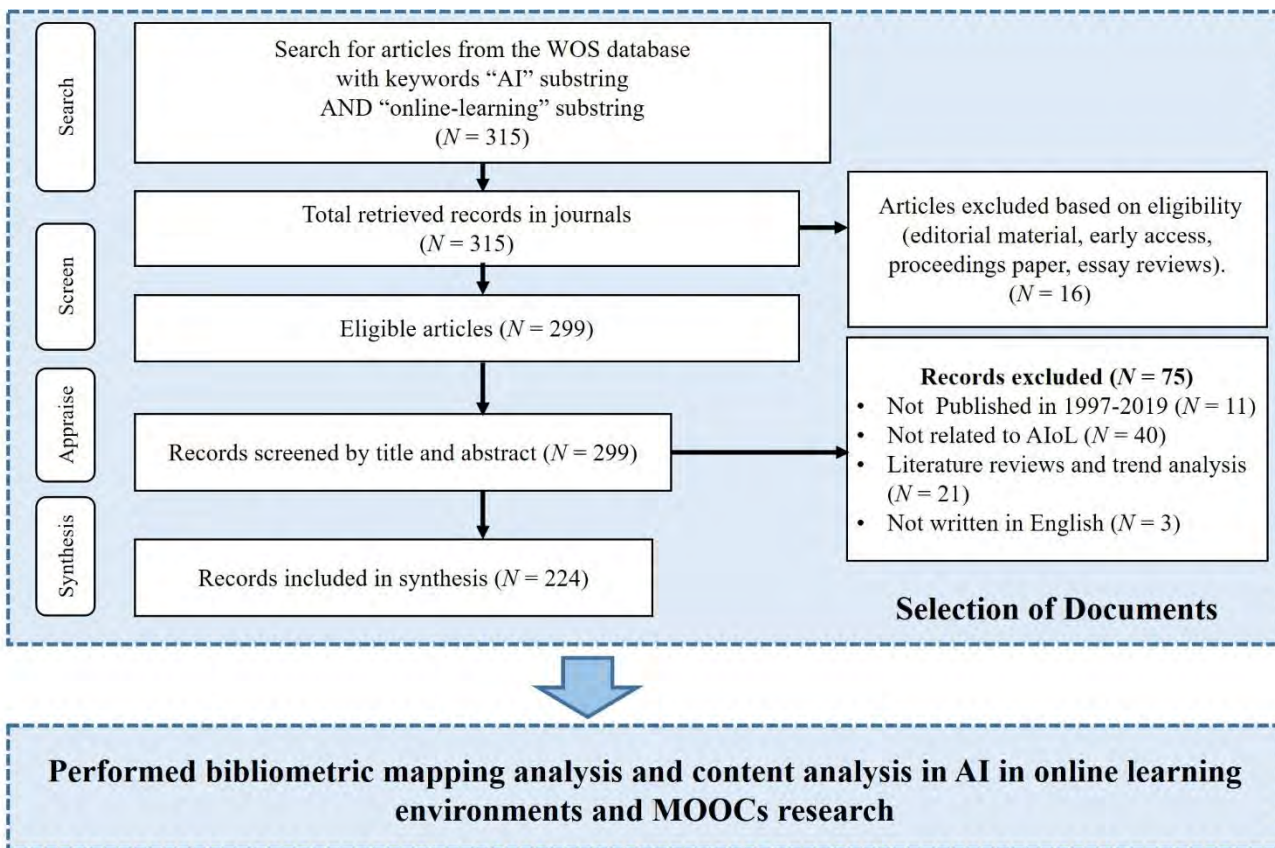 Search
Search for articles from the WOS database
with keywords “AI” substring
AND “online-learning” substring
(N = 315)
Screen
Total retrieved records in journals
(N = 315)
Articles excluded based on eligibility
(editorial material, early access,
proceedings paper, essay reviews).
(N = 16)
Eligible articles (N = 299)
Appraise
Records screened by title and abstract (N = 299)
Records excluded (N = 75)
• Not Published in 1997-2019 (N = 11)
• Not related to AIoL (N = 40)
• Literature reviews and trend analysis
(N = 21)
• Not written in English (N = 3)
Synthesis
Records included in synthesis (N = 224)
Selection of Documents
Performed bibliometric mapping analysis and content analysis in AI in online learning
environments and MOOCs research